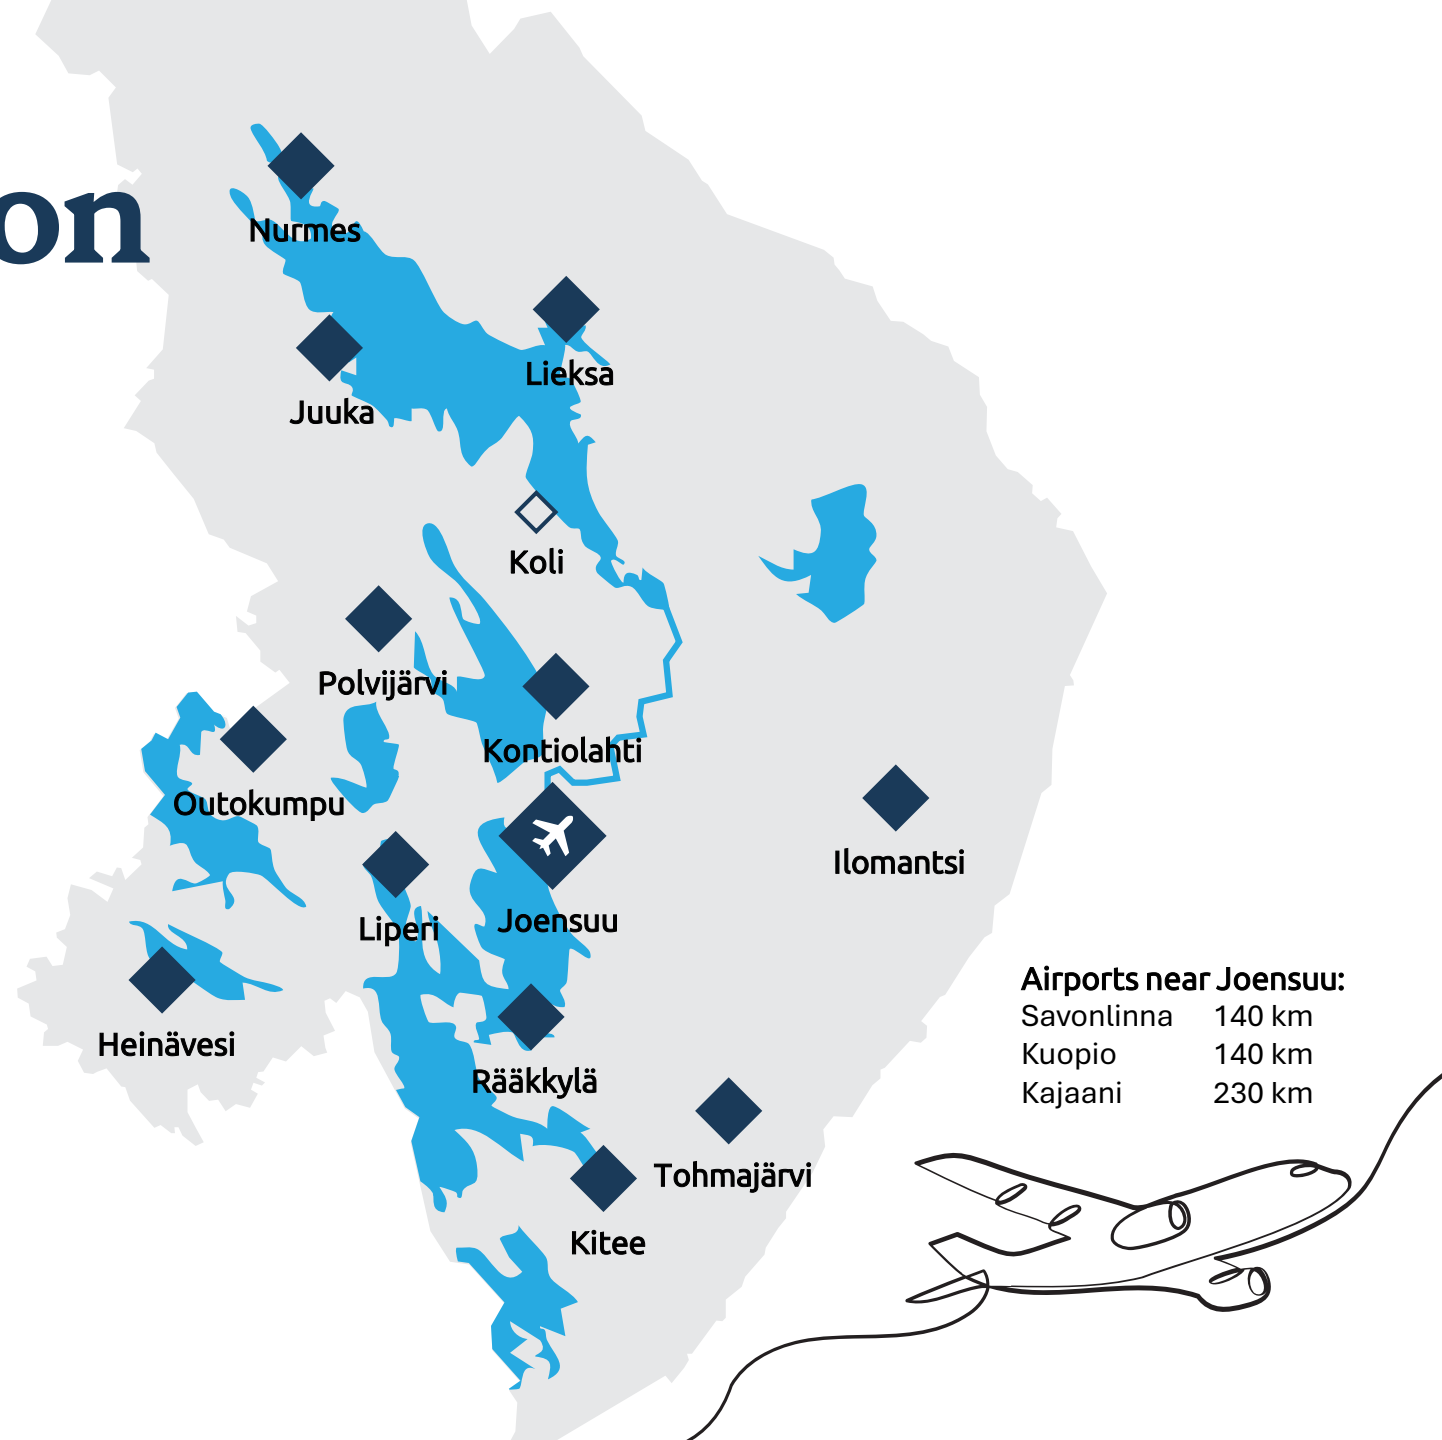 on
Nurmes
Lieksa
Juuka
Koli
Polvijärvi
Kontiolahti
Outokumpu
Ilomantsi
Liperi
Joensuu
Heinävesi
Rääkkylä
Tohmajärvi
Kitee
Airports near Joensuu:
Savonlinna 140 km
Kuopio 140 km
Kajaani 230 km